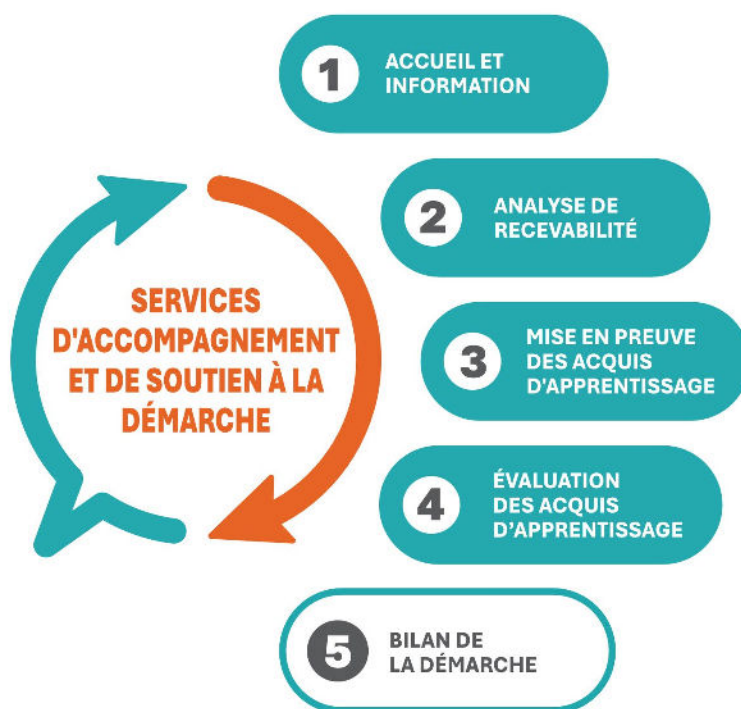 1
ACCUEIL ET
INFORMATION
2
ANALYSE DE
RECEVABILITÉ
SERVICES
D'ACCOMPAGNEMENT
ET DE SOUTIEN À LA
DÉMARCHE
3
MISE EN PREUVE
DES ACQUIS
D'APPRENTISSAGE
4
ÉVALUATION
DES ACQUIS
D’APPRENTISSAGE
5
BILAN DE
LA DÉMARCHE